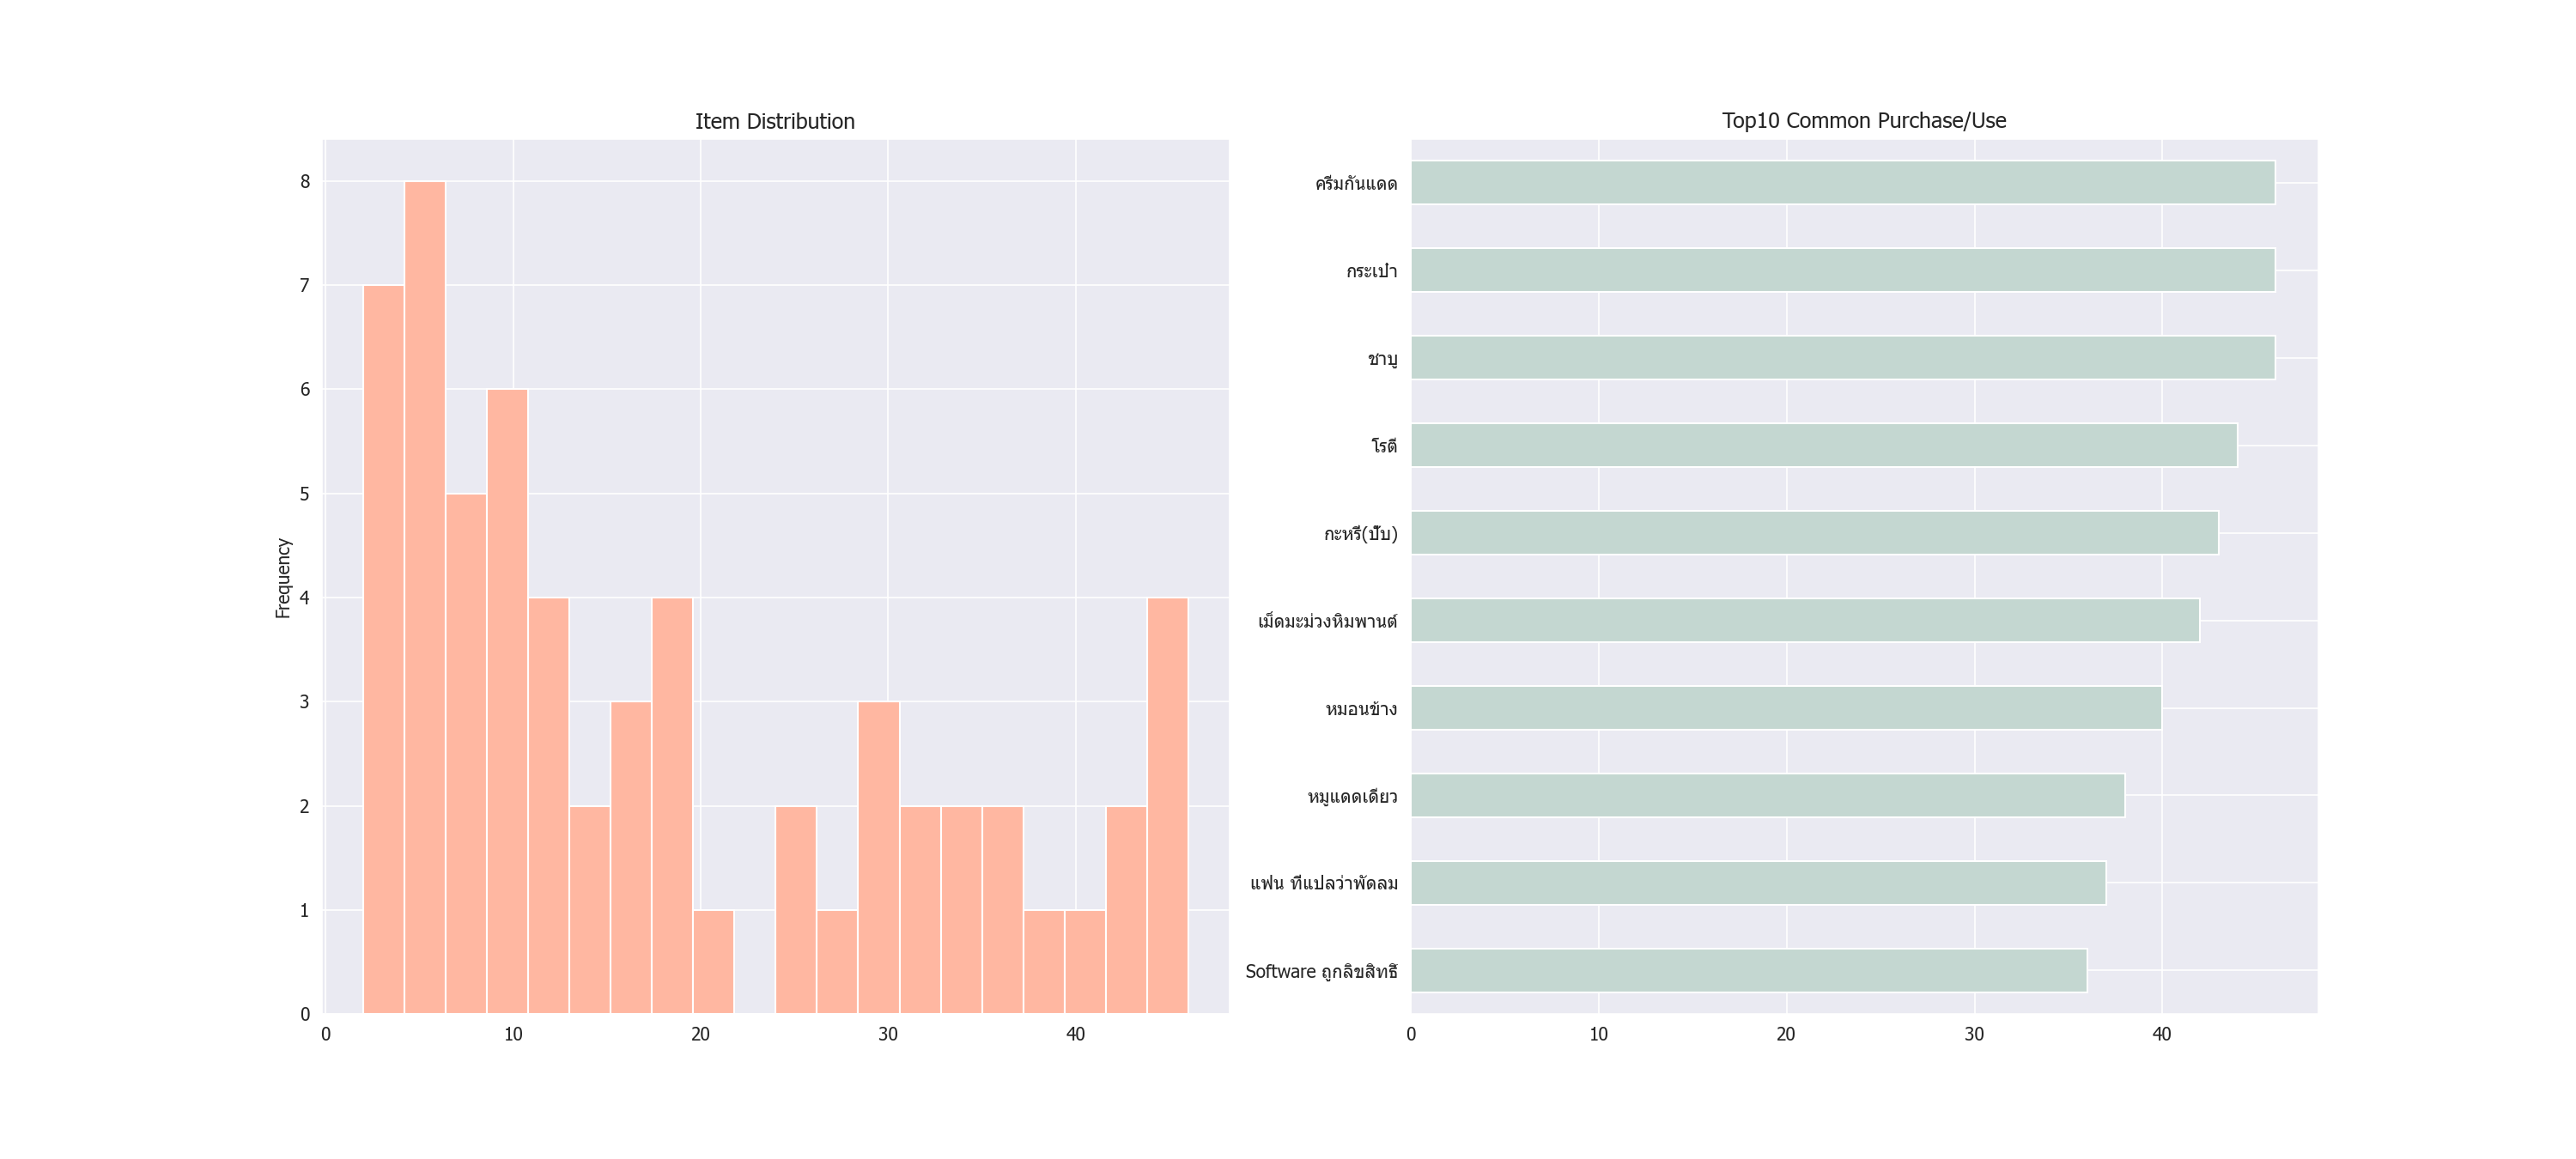 Item Distribution
8
7
6
5
4
3
2
1
0
Frequency
0 10 20 30 40
Top10 Common Purchase/Use
ครีมกันแดด
กระเป๋า
ชาบู
โรตี
กะหรี่(ปั๊บ)
เม็ดมะม่วงหิมพานต์
หมอนข้าง
หมูแดดเดียว
แฟน ที่แปลว่าพัดลม
Software ถูกลิขสิทธิ์
0 10 20 30 40